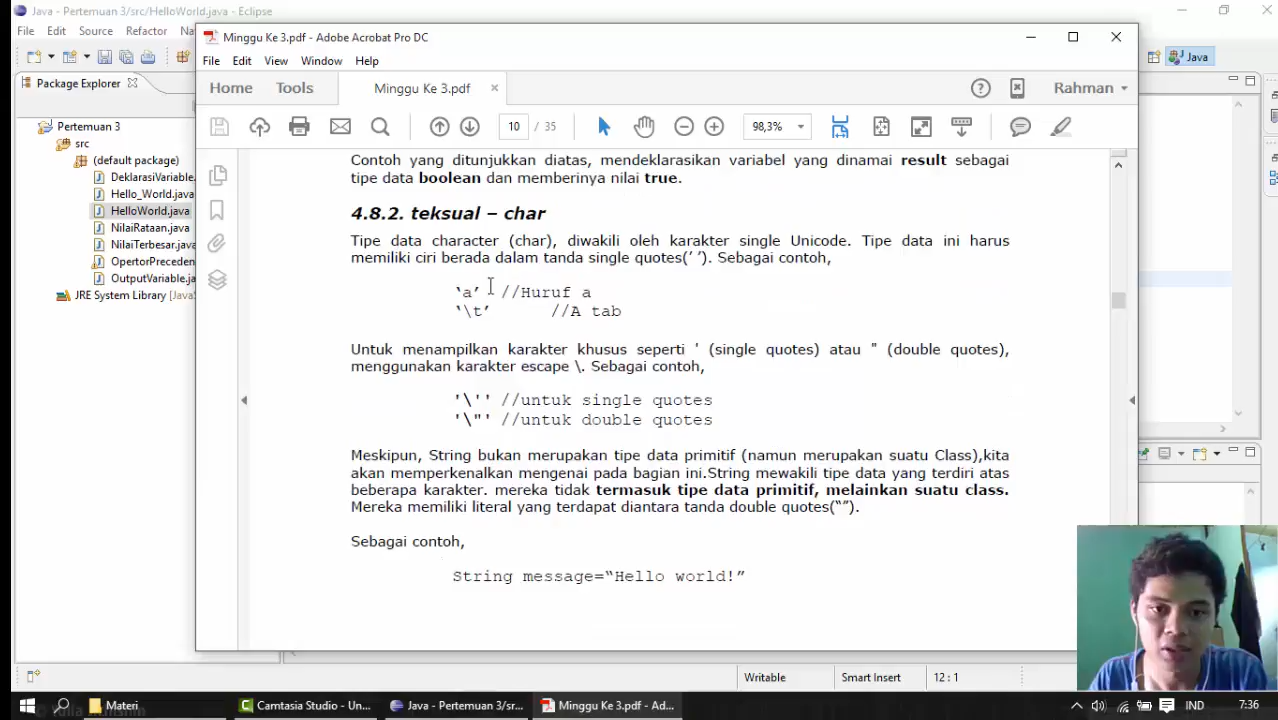 Java - Pertemuan 3/src/HelloWorld.java - Eclipse
File Edit Source Refactor
Package Explorer
Pertemuan 3
src
(default package)
DeklarasiVariable.
Hello_World.java
HelloWorld.java
NilaiRataan.java
NilaiTerbesar.java
OpertorPreceden
OutputVariable.ja
JRE System Library [JavaS
Java
Minggu Ke 3.pdf - Adobe Acrobat Pro DC
File Edit View Window Help
Home Tools Minggu Ke 3.pdf Rahman
10 / 35 98,3%
Contoh yang ditunjukkan diatas, mendeklarasikan variabel yang dinamai result sebagai
tipe data boolean dan memberinya nilai true.
4.8.2. teksual – char
Tipe data character (char), diwakili oleh karakter single Unicode. Tipe data ini harus
memiliki ciri berada dalam tanda single quotes(’ ’). Sebagai contoh,
‘a’ //Huruf a
‘\t’ //A tab
Untuk menampilkan karakter khusus seperti ' (single quotes) atau " (double quotes),
menggunakan karakter escape \. Sebagai contoh,
'\'' //untuk single quotes
'\"' //untuk double quotes
Meskipun, String bukan merupakan tipe data primitif (namun merupakan suatu Class),kita
akan memperkenalkan mengenai pada bagian ini.String mewakili tipe data yang terdiri atas
beberapa karakter. mereka tidak termasuk tipe data primitif, melainkan suatu class.
Mereka memiliki literal yang terdapat diantara tanda double quotes(“”).
Sebagai contoh,
String message=“Hello world!”
Writable Smart Insert 12 : 1
Materi Camtasia Studio - Un... Java - Pertemuan 3/sr... Minggu Ke 3.pdf - Ad... IND 7:36